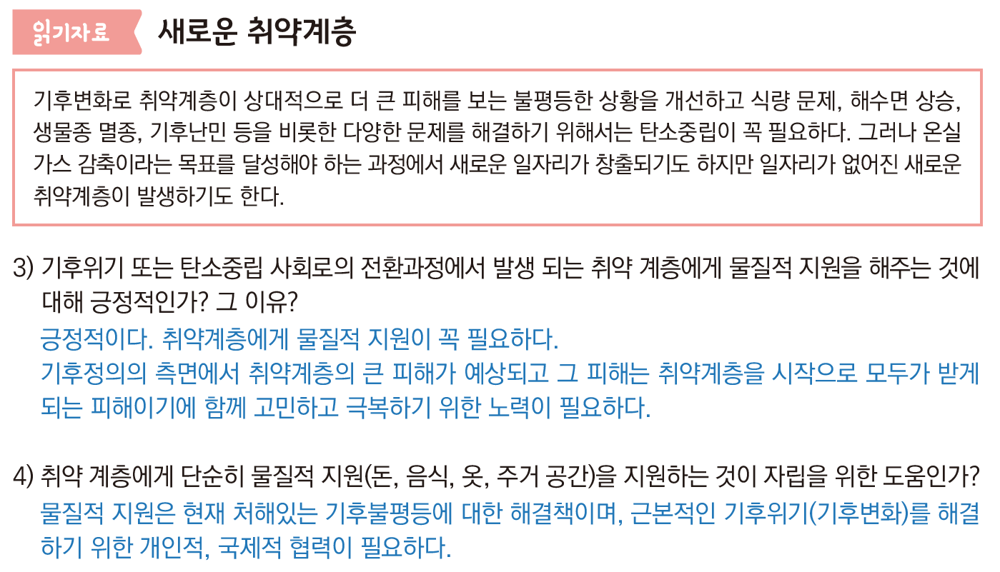 읽기자료 새로운 취약계층
기후변화로 취약계층이 상대적으로 더 큰 피해를 보는 불평등한 상황을 개선하고 식량 문제, 해수면 상승,
생물종 멸종, 기후난민 등을 비롯한 다양한 문제를 해결하기 위해서는 탄소중립이 꼭 필요하다. 그러나 온실
가스 감축이라는 목표를 달성해야 하는 과정에서 새로운 일자리가 창출되기도 하지만 일자리가 없어진 새로운
취약계층이 발생하기도 한다.
3) 기후위기 또는 탄소중립 사회로의 전환과정에서 발생 되는 취약 계층에게 물질적 지원을 해주는 것에
대해 긍정적인가? 그 이유?
긍정적이다. 취약계층에게 물질적 지원이 꼭 필요하다.
기후정의의 측면에서 취약계층의 큰 피해가 예상되고 그 피해는 취약계층을 시작으로 모두가 받게
되는 피해이기에 함께 고민하고 극복하기 위한 노력이 필요하다.
4) 취약 계층에게 단순히 물질적 지원(돈, 음식, 옷, 주거 공간)을 지원하는 것이 자립을 위한 도움인가?
물질적 지원은 현재 처해있는 기후불평등에 대한 해결책이며, 근본적인 기후위기(기후변화)를 해결
하기 위한 개인적, 국제적 협력이 필요하다.